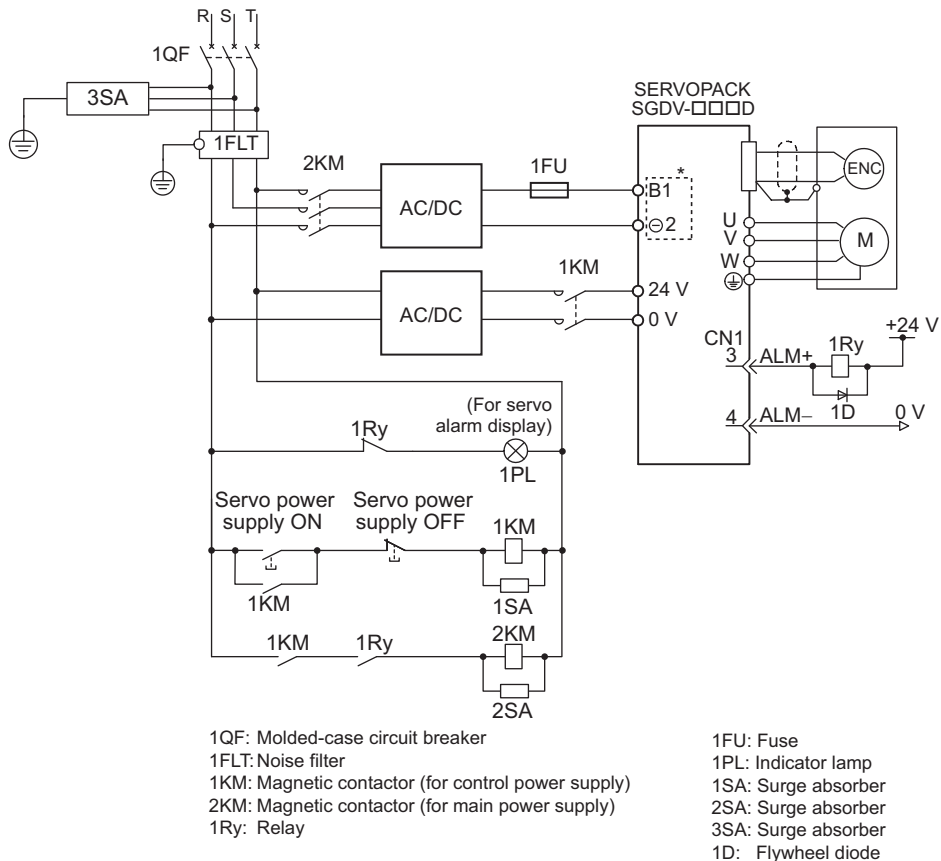 R S T
1QF
3SA
1FLT
SERVOPACK
SGDV-□□□D
2KM
AC/DC
1FU
*
B1
⊖2
ENC
U
V
W
M
1KM
AC/DC
24 V
0 V
+24 V
CN1
3 ALM+
1Ry
1D
4 ALM−
0 V
(For servo
alarm display)
1Ry
1PL
Servo power
supply ON
Servo power
supply OFF
1KM
1KM
1SA
1KM
1Ry
2KM
2SA
1QF: Molded-case circuit breaker
1FLT: Noise filter
1KM: Magnetic contactor (for control power supply)
2KM: Magnetic contactor (for main power supply)
1Ry: Relay
1FU: Fuse
1PL: Indicator lamp
1SA: Surge absorber
2SA: Surge absorber
3SA: Surge absorber
1D: Flywheel diode